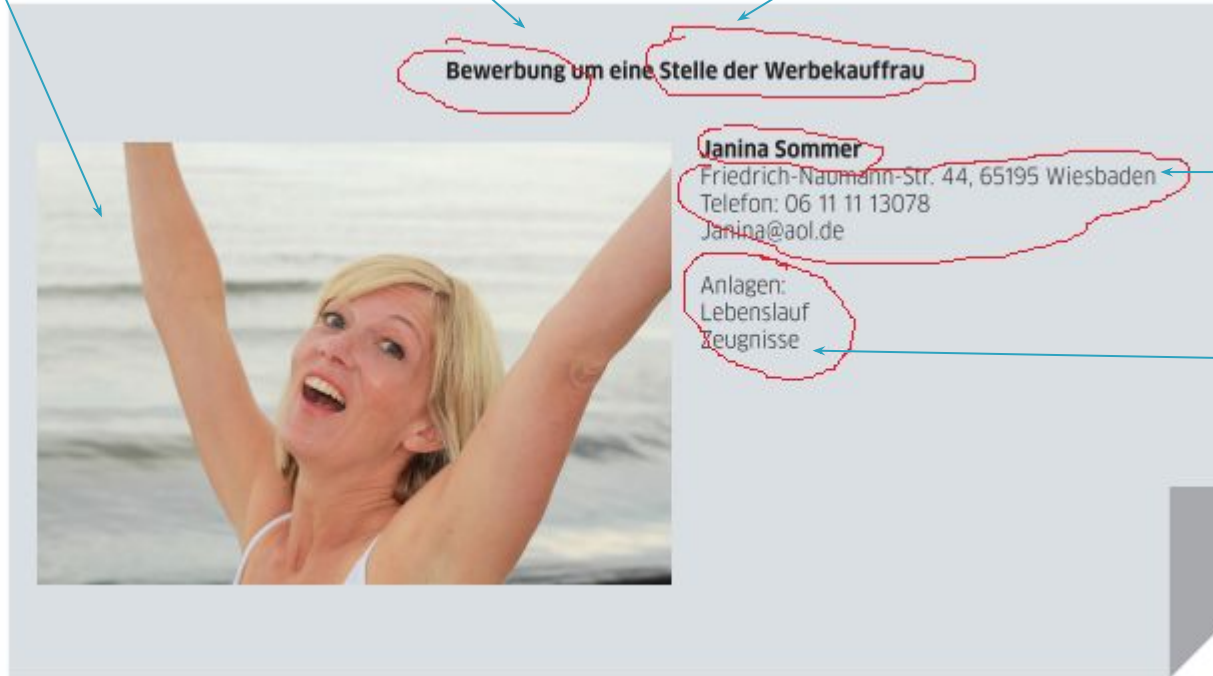 Bewerbung um eine Stelle der Werbekauffrau
Janina Sommer
Friedrich-Naumann-Str. 44, 65195 Wiesbaden
Telefon: 06 11 11 13078
Janina@aol.de
Anlagen:
Lebenslauf
Zeugnisse